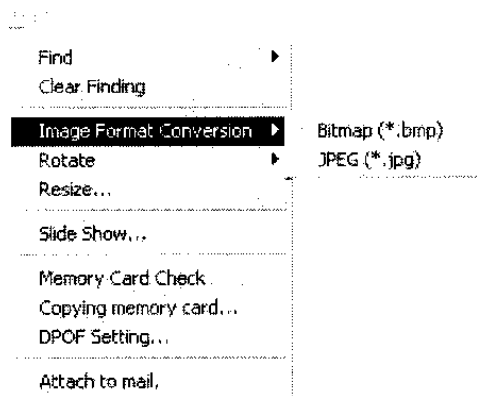 Find
Clear Finding
Image Format Conversion
Bitmap (*.bmp)
Rotate
JPEG (*.jpg)
Resize...
Slide Show...
Memory Card Check
Copying memory card...
DPOF Setting...
Attach to mail.